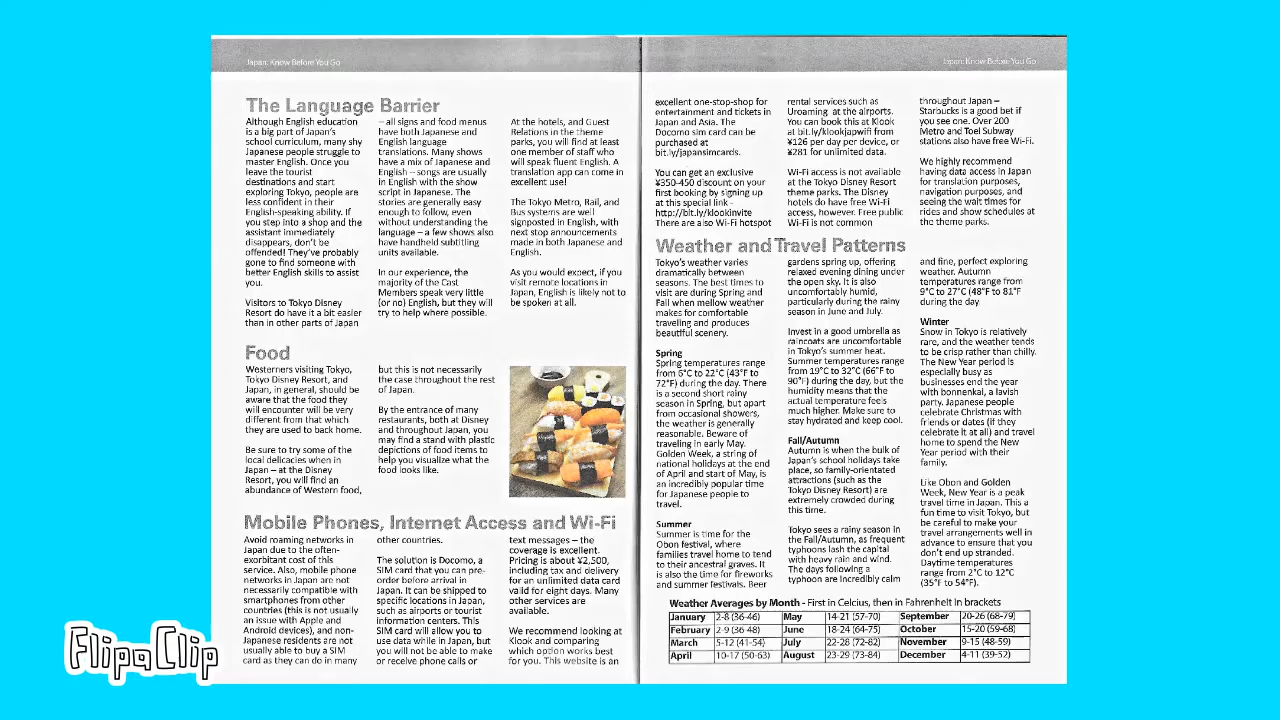 Japan: Know Before You Go
The Language Barrier
Although English education
is a big part of Japan's
school curriculum, many shy
Japanese people struggle to
master English. Once you
leave the tourist
destinations and start
exploring Tokyo, people are
less confident in their
English-speaking ability. If
you step into a shop and the
assistant immediately
disappears, don't be
offended! They've probably
gone to find someone with
better English skills to assist
you.
Visitors to Tokyo Disney
Resort do have it a bit easier
than in other parts of Japan
– all signs and food menus
have both Japanese and
English language
translations. Many shows
have a mix of Japanese and
English – songs are usually
in English with the show
script in Japanese. The
stories are generally easy
enough to follow, even
without understanding the
language – a few shows also
have handheld subtitling
units available.
In our experience, the
majority of the Cast
Members speak very little
(or no) English, but they will
try to help where possible.
At the hotels, and Guest
Relations in the theme
parks, you will find at least
one member of staff who
will speak fluent English. A
translation app can come in
excellent use!
The Tokyo Metro, Rail, and
Bus systems are well
signposted in English, with
next stop announcements
made in both Japanese and
English.
As you would expect, if you
visit remote locations in
Japan, English is likely not to
be spoken at all.
Food
Westerners visiting Tokyo,
Tokyo Disney Resort, and
Japan, in general, should be
aware that the food they
will encounter will be very
different from that which
they are used to back home.
Be sure to try some of the
local delicacies when in
Japan – at the Disney
Resort, you will find an
abundance of Western food,
but this is not necessarily
the case throughout the rest
of Japan.
By the entrance of many
restaurants, both at Disney
and throughout Japan, you
may find a stand with plastic
depictions of food items to
help you visualize what the
food looks like.
Mobile Phones, Internet Access and Wi-Fi
Avoid roaming networks in
Japan due to the often-
exorbitant cost of this
service. Also, mobile phone
networks in Japan are not
necessarily compatible with
smartphones from other
countries (this is not usually
an issue with Apple and
Android devices), and non-
Japanese residents are not
usually able to buy a SIM
card as they can do in many
other countries.
The solution is Docomo, a
SIM card that you can pre-
order before arrival in
Japan. It can be shipped to
specific locations in Japan,
such as airports or tourist
information centers. This
SIM card will allow you to
use data while in Japan, but
you will not be able to make
or receive phone calls or
text messages – the
coverage is excellent.
Pricing is about ¥2,500,
including tax and delivery
for an unlimited data card
valid for eight days. Many
other services are
available.
We recommend looking at
Klook and comparing
which option works best
for you. This website is an
Japan: Know Before You Go
excellent one-stop-shop for
entertainment and tickets in
Japan and Asia. The
Docomo sim card can be
purchased at
bit.ly/japansimcards.
You can get an exclusive
¥350-450 discount on your
first booking by signing up
at this special link -
http://bit.ly/klookinvite
There are also Wi-Fi hotspot
rental services such as
Uroaming at the airports.
You can book this at Klook
at bit.ly/klookjapwifi from
¥126 per day per device, or
¥281 for unlimited data.
Wi-Fi access is not available
at the Tokyo Disney Resort
theme parks. The Disney
hotels do have free Wi-Fi
access, however. Free public
Wi-Fi is not common
throughout Japan –
Starbucks is a good bet if
you see one. Over 200
Metro and Toei Subway
stations also have free Wi-Fi.
We highly recommend
having data access in Japan
for translation purposes,
navigation purposes, and
seeing the wait times for
rides and show schedules at
the theme parks.
Weather and Travel Patterns
Tokyo's weather varies
dramatically between
seasons. The best times to
visit are during Spring and
Fall when mellow weather
makes for comfortable
traveling and produces
beautiful scenery.
Spring
Spring temperatures range
from 6°C to 22°C (43°F to
72°F) during the day. There
is a second short rainy
season in Spring, but apart
from occasional showers,
the weather is generally
reasonable. Beware of
traveling in early May.
Golden Week, a string of
national holidays at the end
of April and start of May, is
an incredibly popular time
for Japanese people to
travel.
Summer
Summer is time for the
Obon festival, where
families travel home to tend
to their ancestral graves. It
is also the time for fireworks
and summer festivals. Beer
gardens spring up, offering
relaxed evening dining under
the open sky. It is also
uncomfortably humid,
particularly during the rainy
season in June and July.
Invest in a good umbrella as
raincoats are uncomfortable
in Tokyo's summer heat.
Summer temperatures range
from 19°C to 32°C (66°F to
90°F) during the day, but the
humidity means that the
actual temperature feels
much higher. Make sure to
stay hydrated and keep cool.
Fall/Autumn
Autumn is when the bulk of
Japan's school holidays take
place, so family-orientated
attractions (such as the
Tokyo Disney Resort) are
extremely crowded during
this time.
Tokyo sees a rainy season in
the Fall/Autumn, as frequent
typhoons lash the capital
with heavy rain and wind.
The days following a
typhoon are incredibly calm
and fine, perfect exploring
weather. Autumn
temperatures range from
9°C to 27°C (48°F to 81°F)
during the day.
Winter
Snow in Tokyo is relatively
rare, and the weather tends
to be crisp rather than chilly.
The New Year period is
especially busy as
businesses end the year
with bonnenkai, a lavish
party. Japanese people
celebrate Christmas with
friends or dates (if they
celebrate it at all) and travel
home to spend the New
Year period with their
family.
Like Obon and Golden
Week, New Year is a peak
travel time in Japan. This a
fun time to visit Tokyo, but
be careful to make your
travel arrangements well in
advance to ensure that you
don't end up stranded.
Daytime temperatures
range from 2°C to 12°C
(35°F to 54°F).
Weather Averages by Month - First in Celcius, then in Fahrenheit in brackets
January 2-8 (36-46) May 14-21 (57-70) September 20-26 (68-79)
February 2-9 (36-48) June 18-24 (64-75) October 15-20 (59-68)
March 5-12 (41-54) July 22-28 (72-82) November 9-15 (48-59)
April 10-17 (50-63) August 23-29 (73-84) December 4-11 (39-52)
FlipaClip